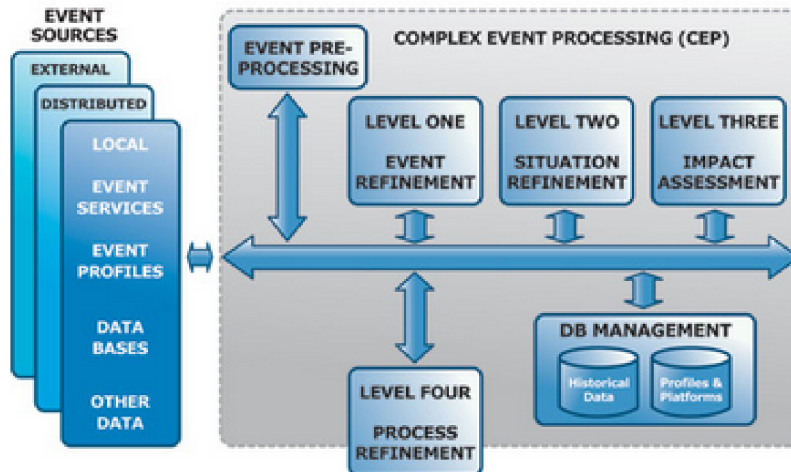 EVENT
SOURCES
EXTERNAL
DISTRIBUTED
LOCAL
EVENT
SERVICES
EVENT
PROFILES
DATA
BASES
OTHER
DATA
COMPLEX EVENT PROCESSING (CEP)
EVENT PRE-
PROCESSING
LEVEL ONE
EVENT
REFINEMENT
LEVEL TWO
SITUATION
REFINEMENT
LEVEL THREE
IMPACT
ASSESSMENT
DB MANAGEMENT
Historical
Data
Profiles &
Platforms
LEVEL FOUR
PROCESS
REFINEMENT